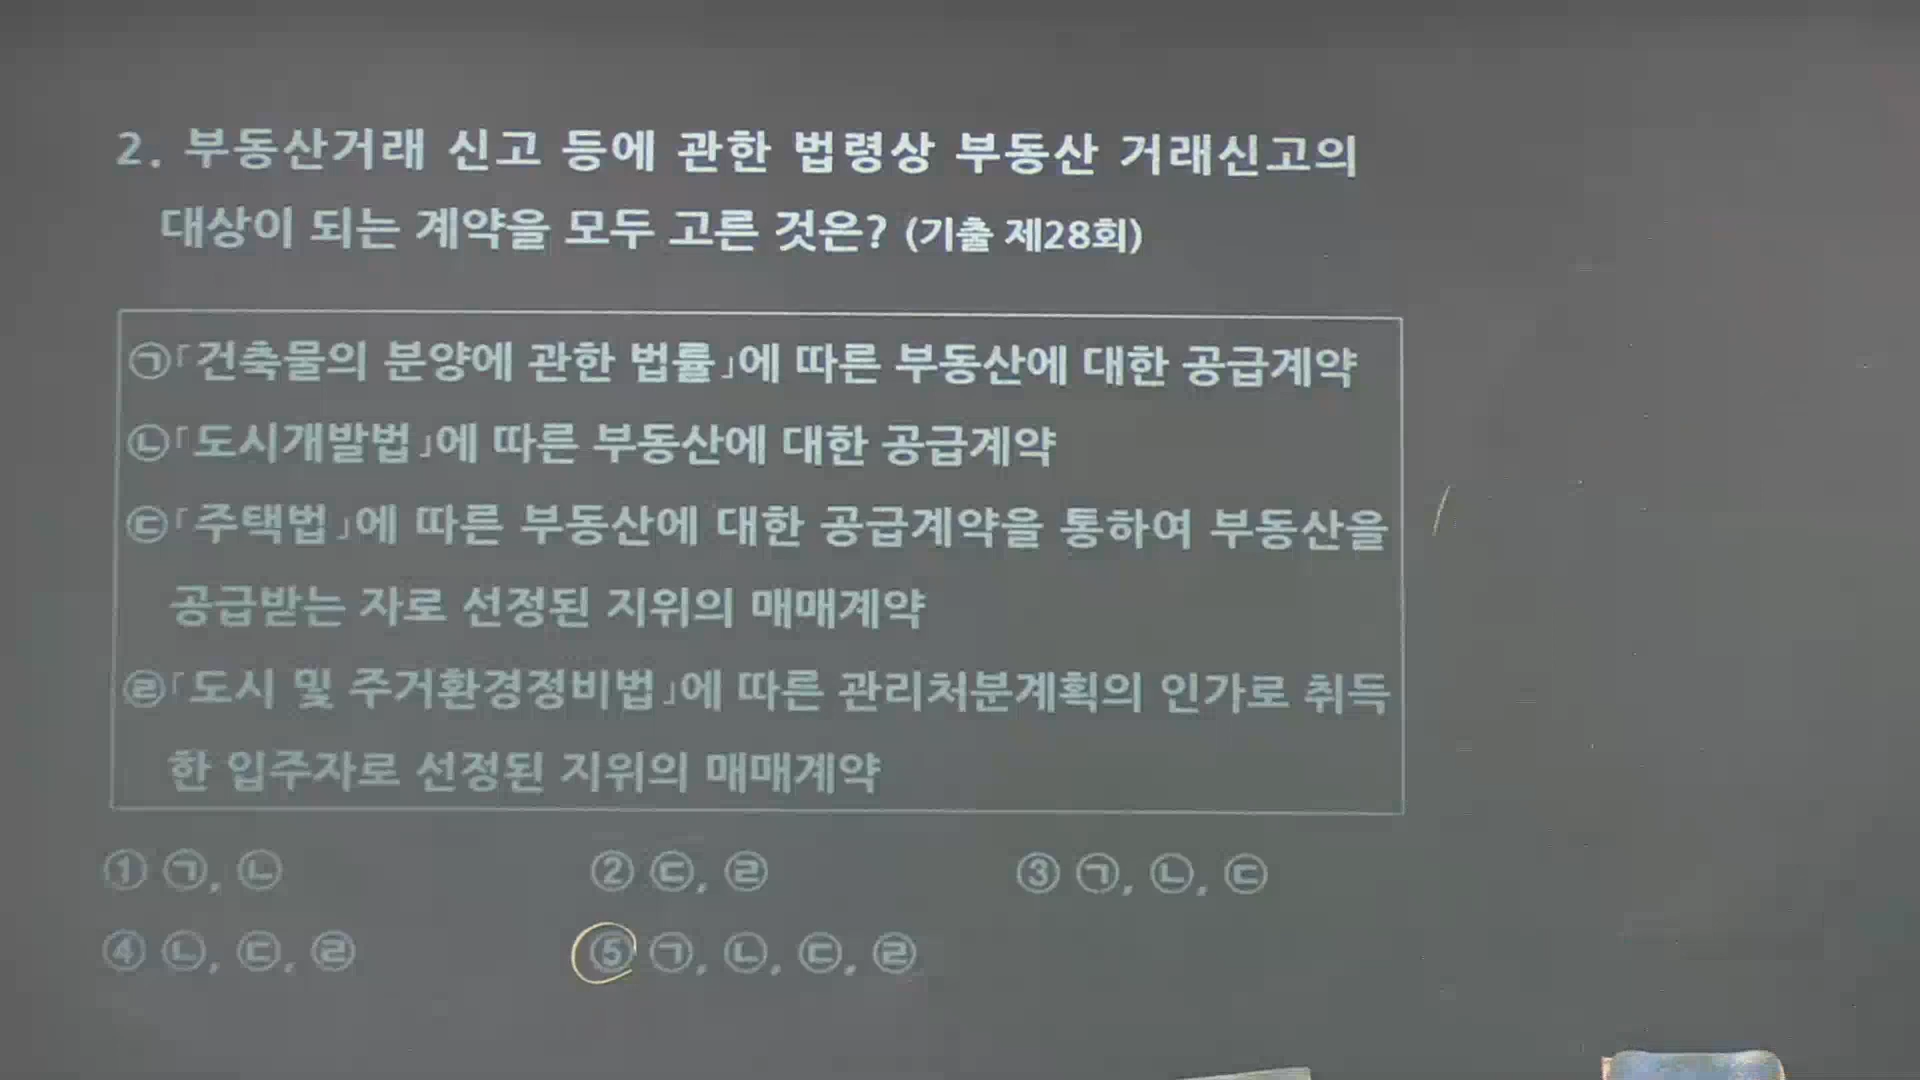 2. 부동산거래 신고 등에 관한 법령상 부동산 거래신고의
대상이 되는 계약을 모두 고른 것은? (기출 제28회)
㉠「건축물의 분양에 관한 법률」에 따른 부동산에 대한 공급계약
㉡「도시개발법」에 따른 부동산에 대한 공급계약
㉢「주택법」에 따른 부동산에 대한 공급계약을 통하여 부동산을
공급받는 자로 선정된 지위의 매매계약
㉣「도시 및 주거환경정비법」에 따른 관리처분계획의 인가로 취득
한 입주자로 선정된 지위의 매매계약
① ㉠, ㉡ ② ㉢, ㉣ ③ ㉠, ㉡, ㉢
④ ㉡, ㉢, ㉣ ⑤ ㉠, ㉡, ㉢, ㉣